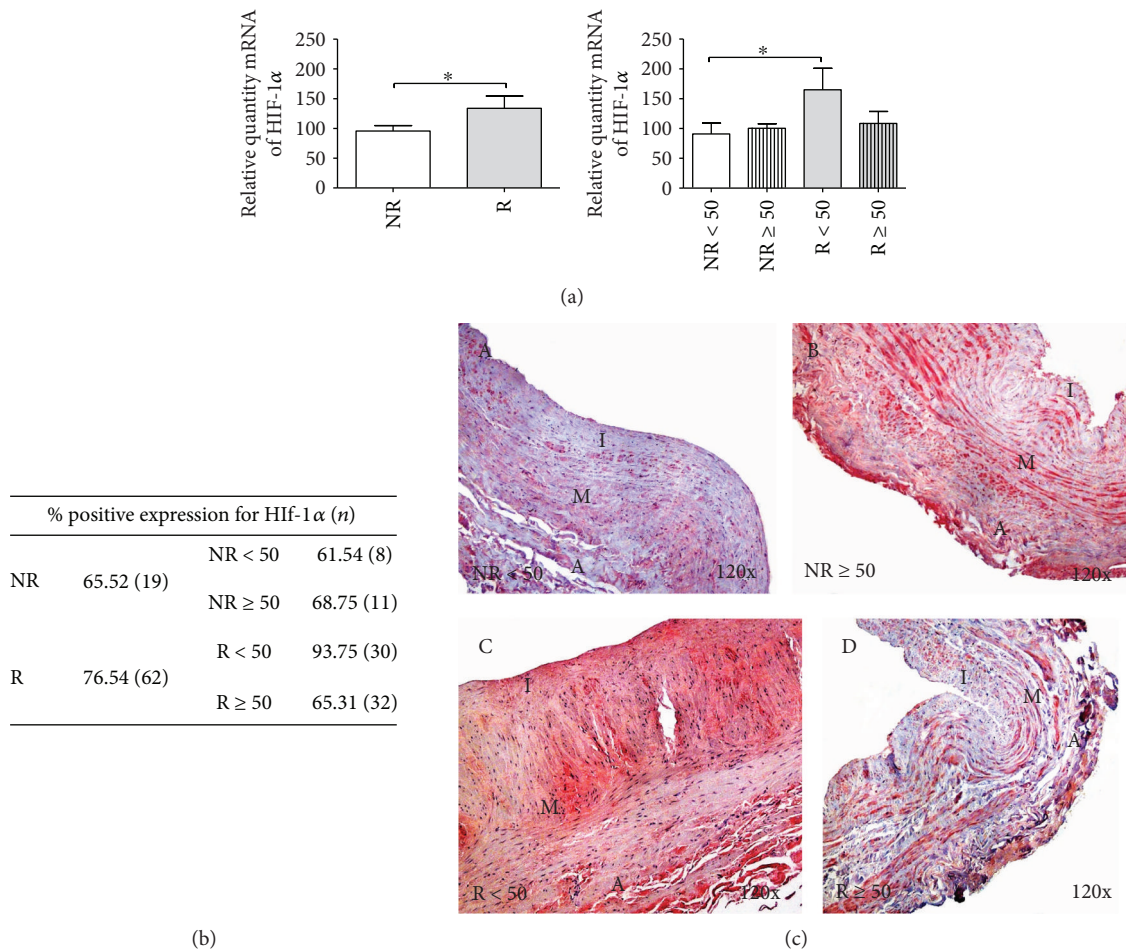 Relative quantity mRNA
of HIF-1α
250
200
150
100
50
0
*
NR
R
Relative quantity mRNA
of HIF-1α
250
200
150
100
50
0
*
NR < 50
NR ≥ 50
R < 50
R ≥ 50
(a)
% positive expression for HIf-1α (n)
NR 65.52 (19)
NR < 50 61.54 (8)
NR ≥ 50 68.75 (11)
R 76.54 (62)
R < 50 93.75 (30)
R ≥ 50 65.31 (32)
(b)
A
I
M
A
NR < 50
120x
B
I
M
A
NR ≥ 50
120x
C
I
M
A
R < 50
120x
D
I
M
A
R ≥ 50
120x
(c)